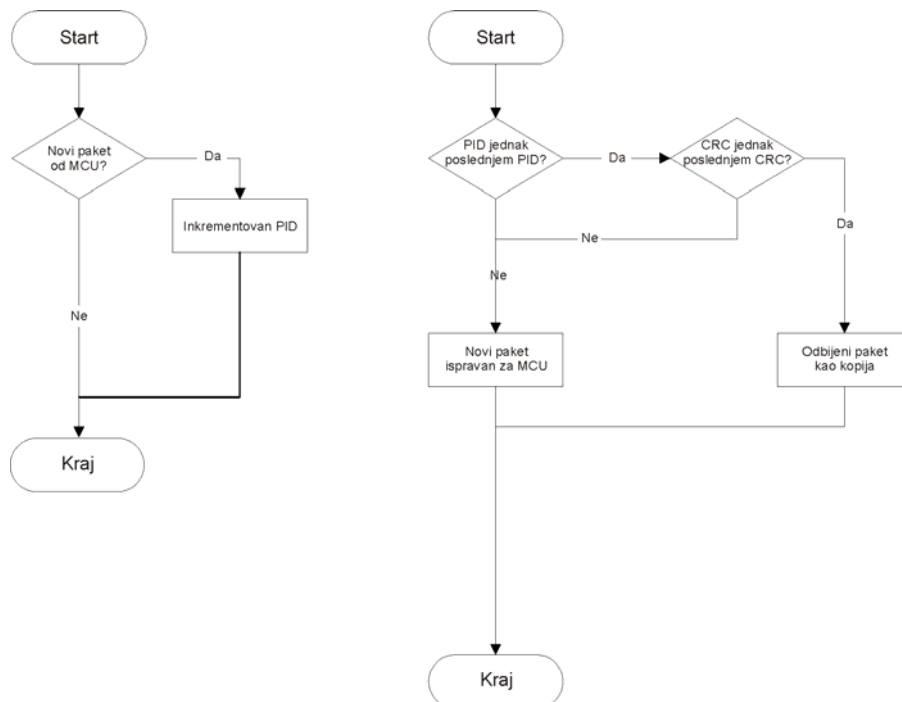 Start
Novi paket
od MCU?
Da
Inkrementovan PID
Ne
Kraj
Start
PID jednak
poslednjem PID?
Da
CRC jednak
poslednjem CRC?
Ne
Da
Ne
Novi paket
ispravan za MCU
Odbijeni paket
kao kopija
Kraj